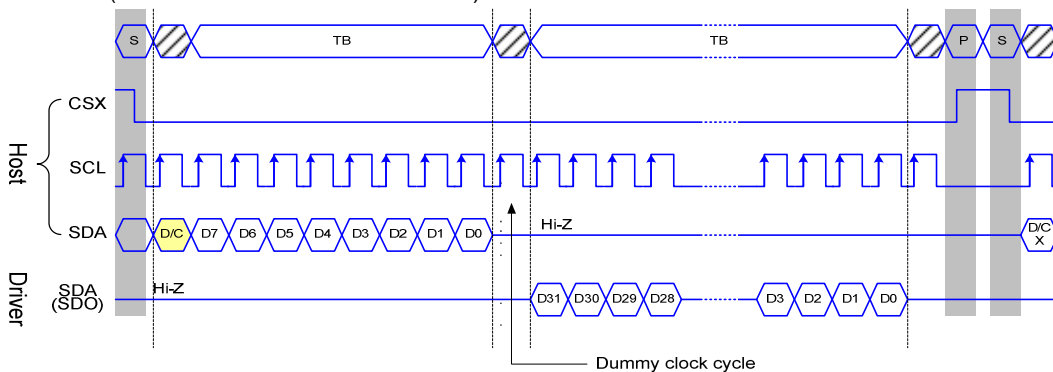 S TB TB P S
CSX
Host
SCL
SDA D/C D7 D6 D5 D4 D3 D2 D1 D0 Hi-Z D/C X
Driver
SDA (SDO) Hi-Z D31 D30 D29 D28 D3 D2 D1 D0
Dummy clock cycle